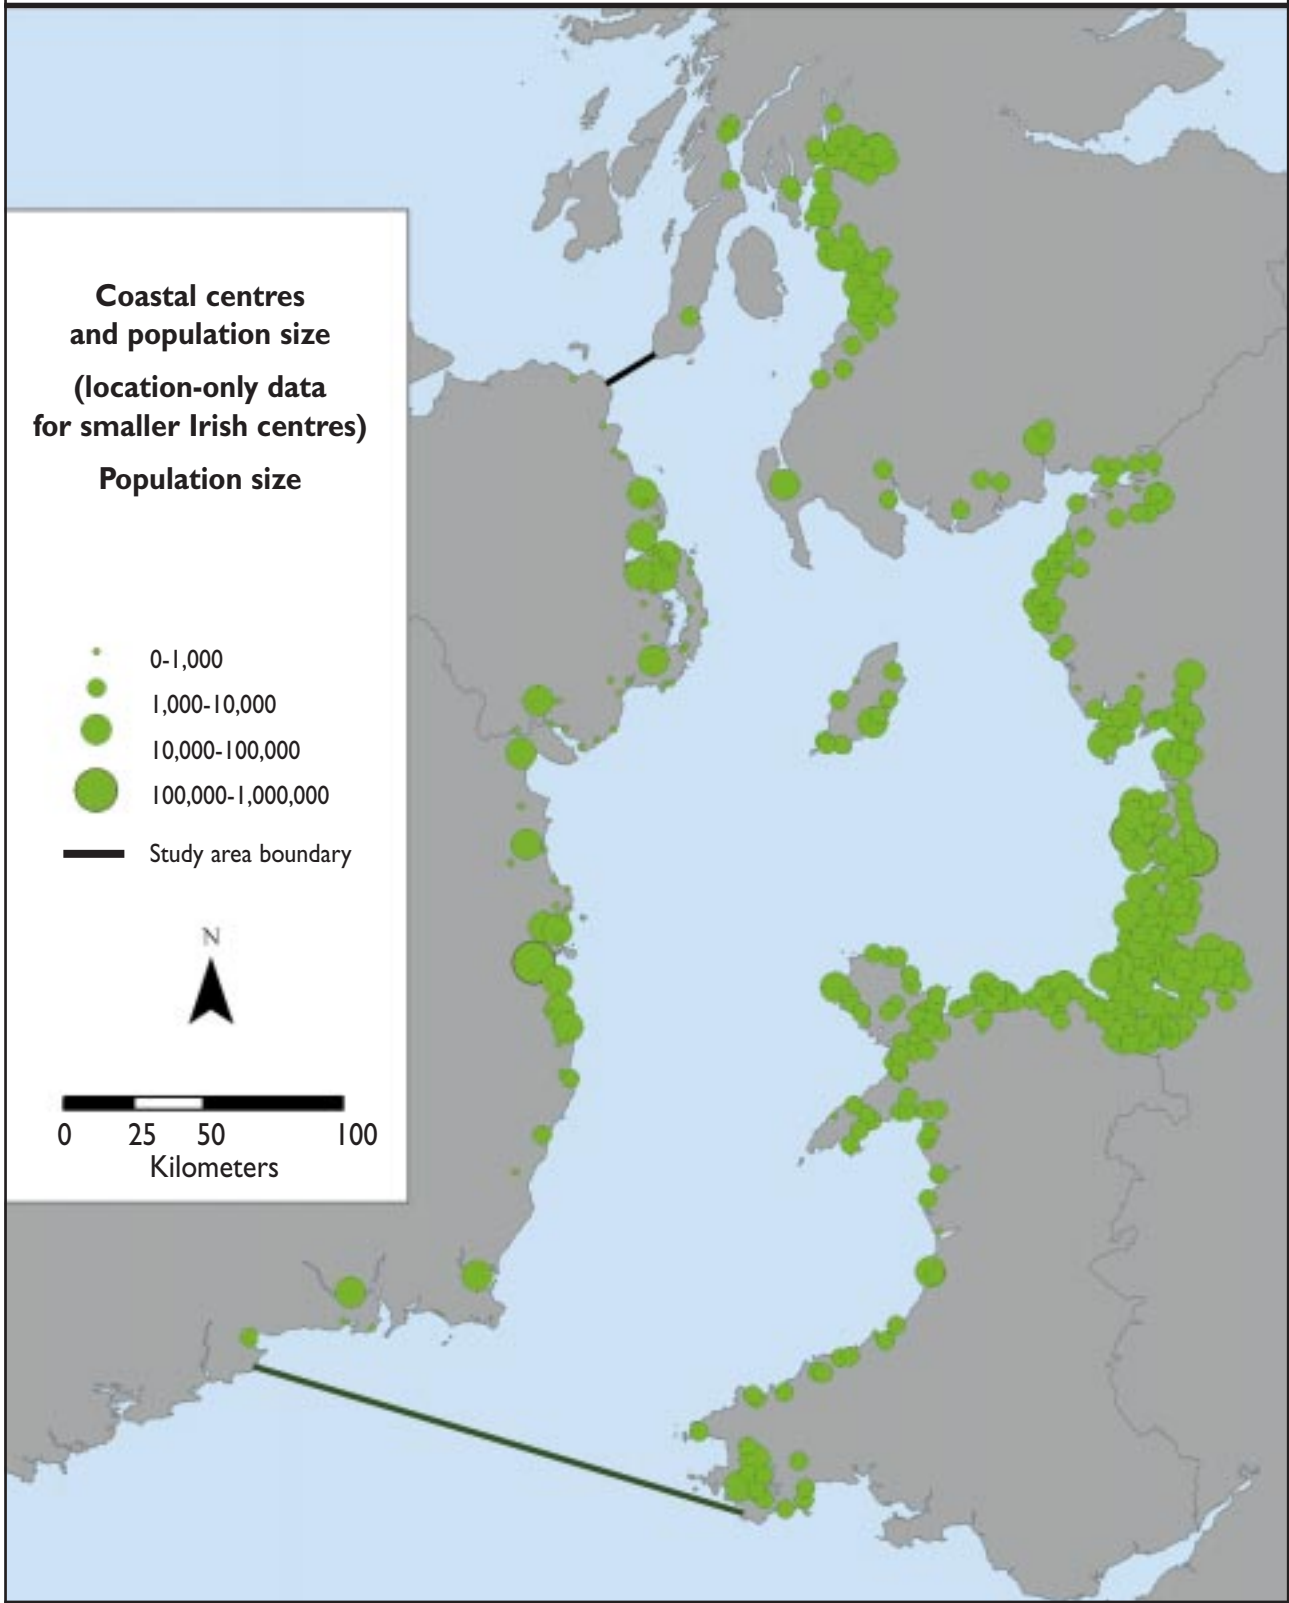 Coastal centres
and population size
(location-only data
for smaller Irish centres)
Population size
0-1,000
1,000-10,000
10,000-100,000
100,000-1,000,000
Study area boundary
N
0 25 50 100
Kilometers